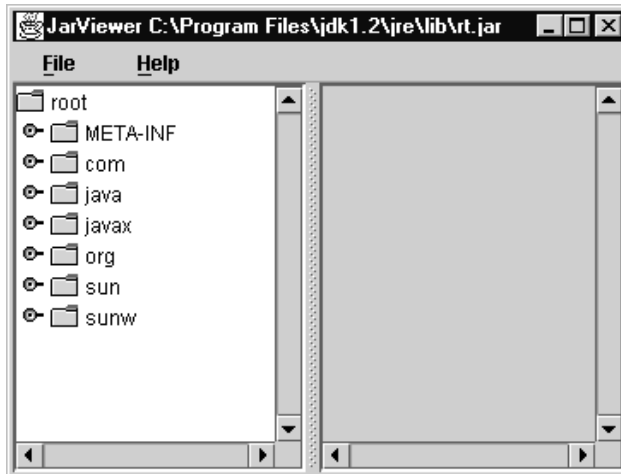 JarViewer C:\Program Files\jdk1.2\jre\lib\rt.jar
File Help
root
META-INF
com
java
javax
org
sun
sunw